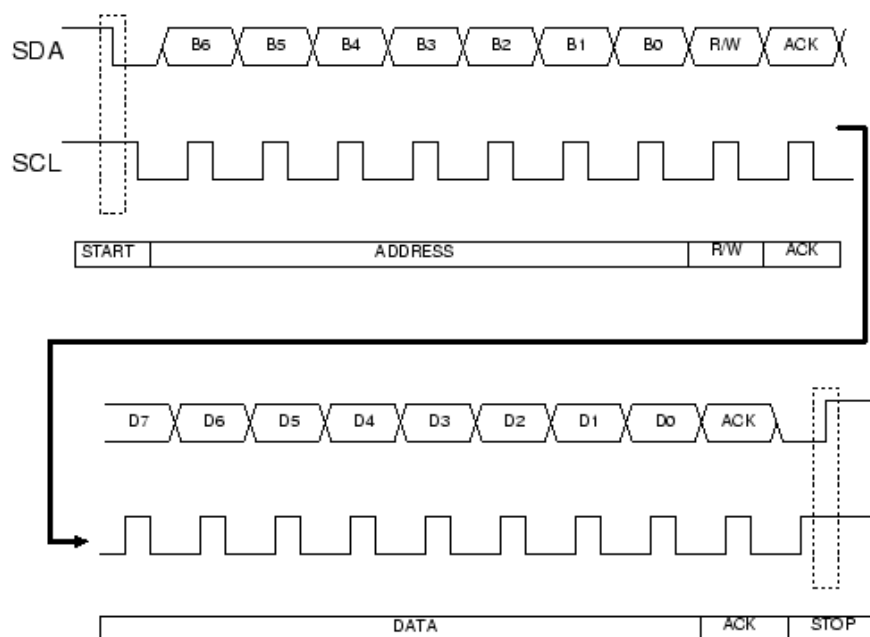 SDA B6 B5 B4 B3 B2 B1 B0 R/W ACK
SCL
START ADDRESS R/W ACK
D7 D6 D5 D4 D3 D2 D1 D0 ACK
DATA ACK STOP